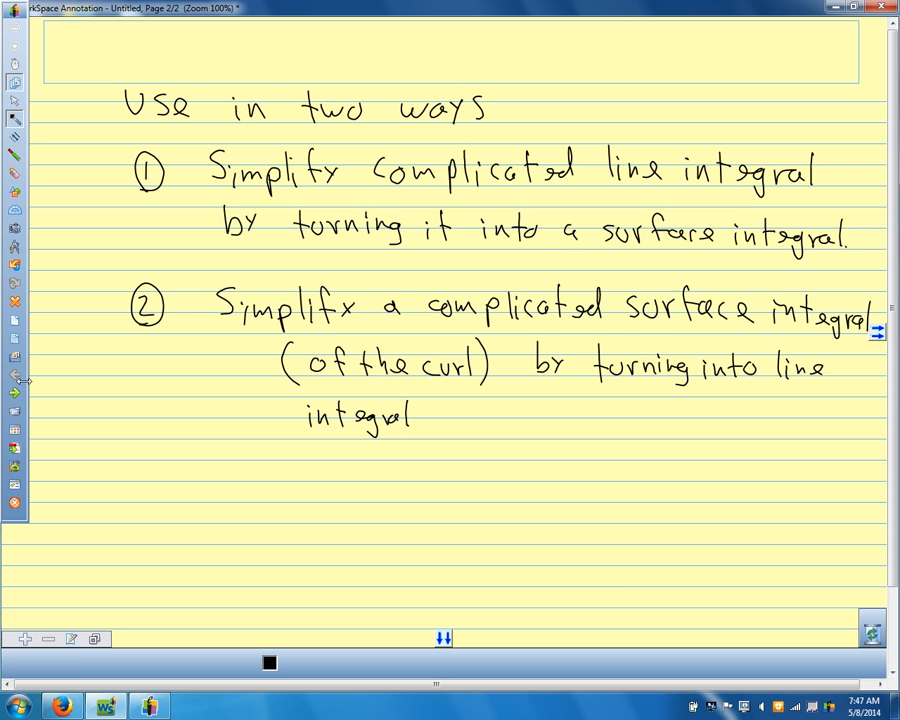 rkSpace Annotation - Untitled, Page 2/2 (Zoom 100%) *
Use in two ways
① Simplify complicated line integral
by turning it into a surface integral.
② Simplify a complicated surface integral
(of the curl) by turning into line
integral
7:47 AM
5/8/2014